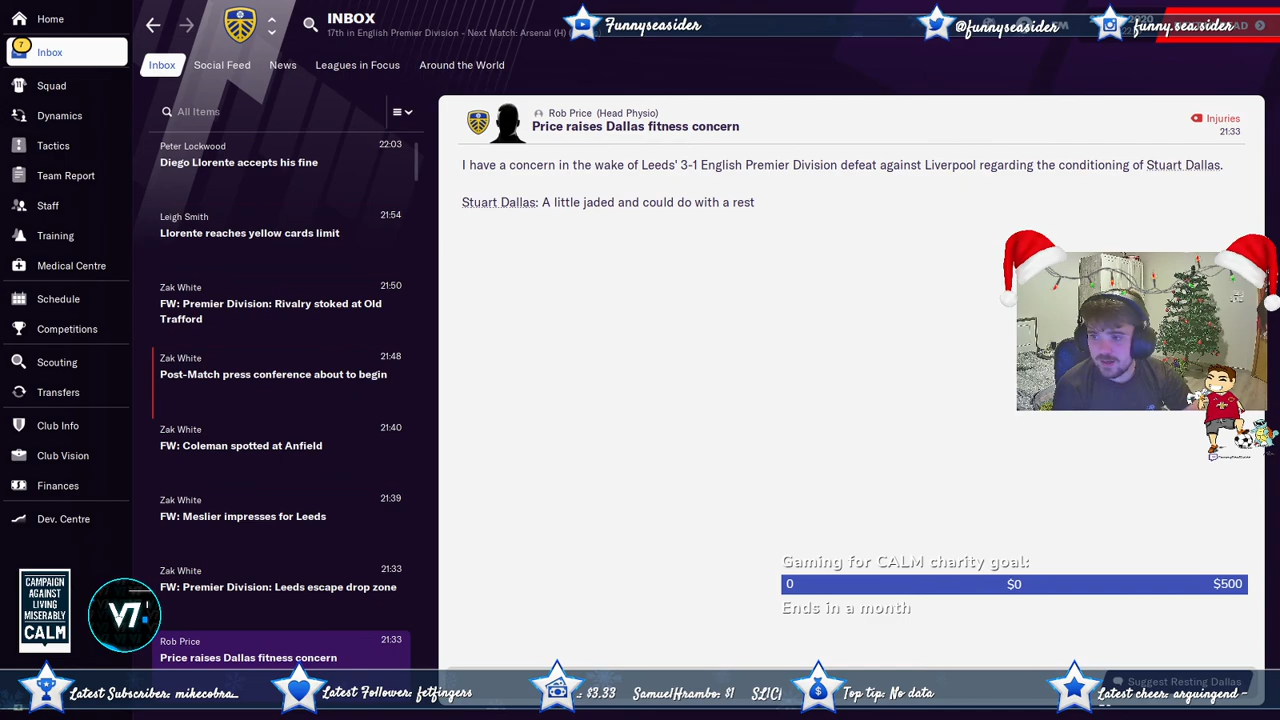 Home
7
Inbox
Squad
Dynamics
Tactics
Team Report
Staff
Training
Medical Centre
Schedule
Competitions
Scouting
Transfers
Club Info
Club Vision
Finances
Dev. Centre
CAMPAIGN
AGAINST
LIVING
MISERABLY
CALM
V7
INBOX
17th in English Premier Division - Next Match: Arsenal (H)
Funnyseasider
@funnyseasider
funny.sea.sider
Inbox
Social Feed
News
Leagues in Focus
Around the World
All Items
Peter Lockwood 22:03
Diego Llorente accepts his fine
Leigh Smith 21:54
Llorente reaches yellow cards limit
Zak White 21:50
FW: Premier Division: Rivalry stoked at Old
Trafford
Zak White 21:48
Post-Match press conference about to begin
Zak White 21:40
FW: Coleman spotted at Anfield
Zak White 21:39
FW: Meslier impresses for Leeds
Zak White 21:33
FW: Premier Division: Leeds escape drop zone
Rob Price 21:33
Price raises Dallas fitness concern
Rob Price (Head Physio)
Price raises Dallas fitness concern
Injuries
21:33
I have a concern in the wake of Leeds' 3-1 English Premier Division defeat against Liverpool regarding the conditioning of Stuart Dallas.
Stuart Dallas: A little jaded and could do with a rest
Gaming for CALM charity goal:
0 $0 $500
Ends in a month
Suggest Resting Dallas
Latest Subscriber: mikecobra_
Latest Follower: fetfingers
: $3.33 SamuelHrambo: $1 SLICI
Top tip: No data
Latest cheer: arguingend -